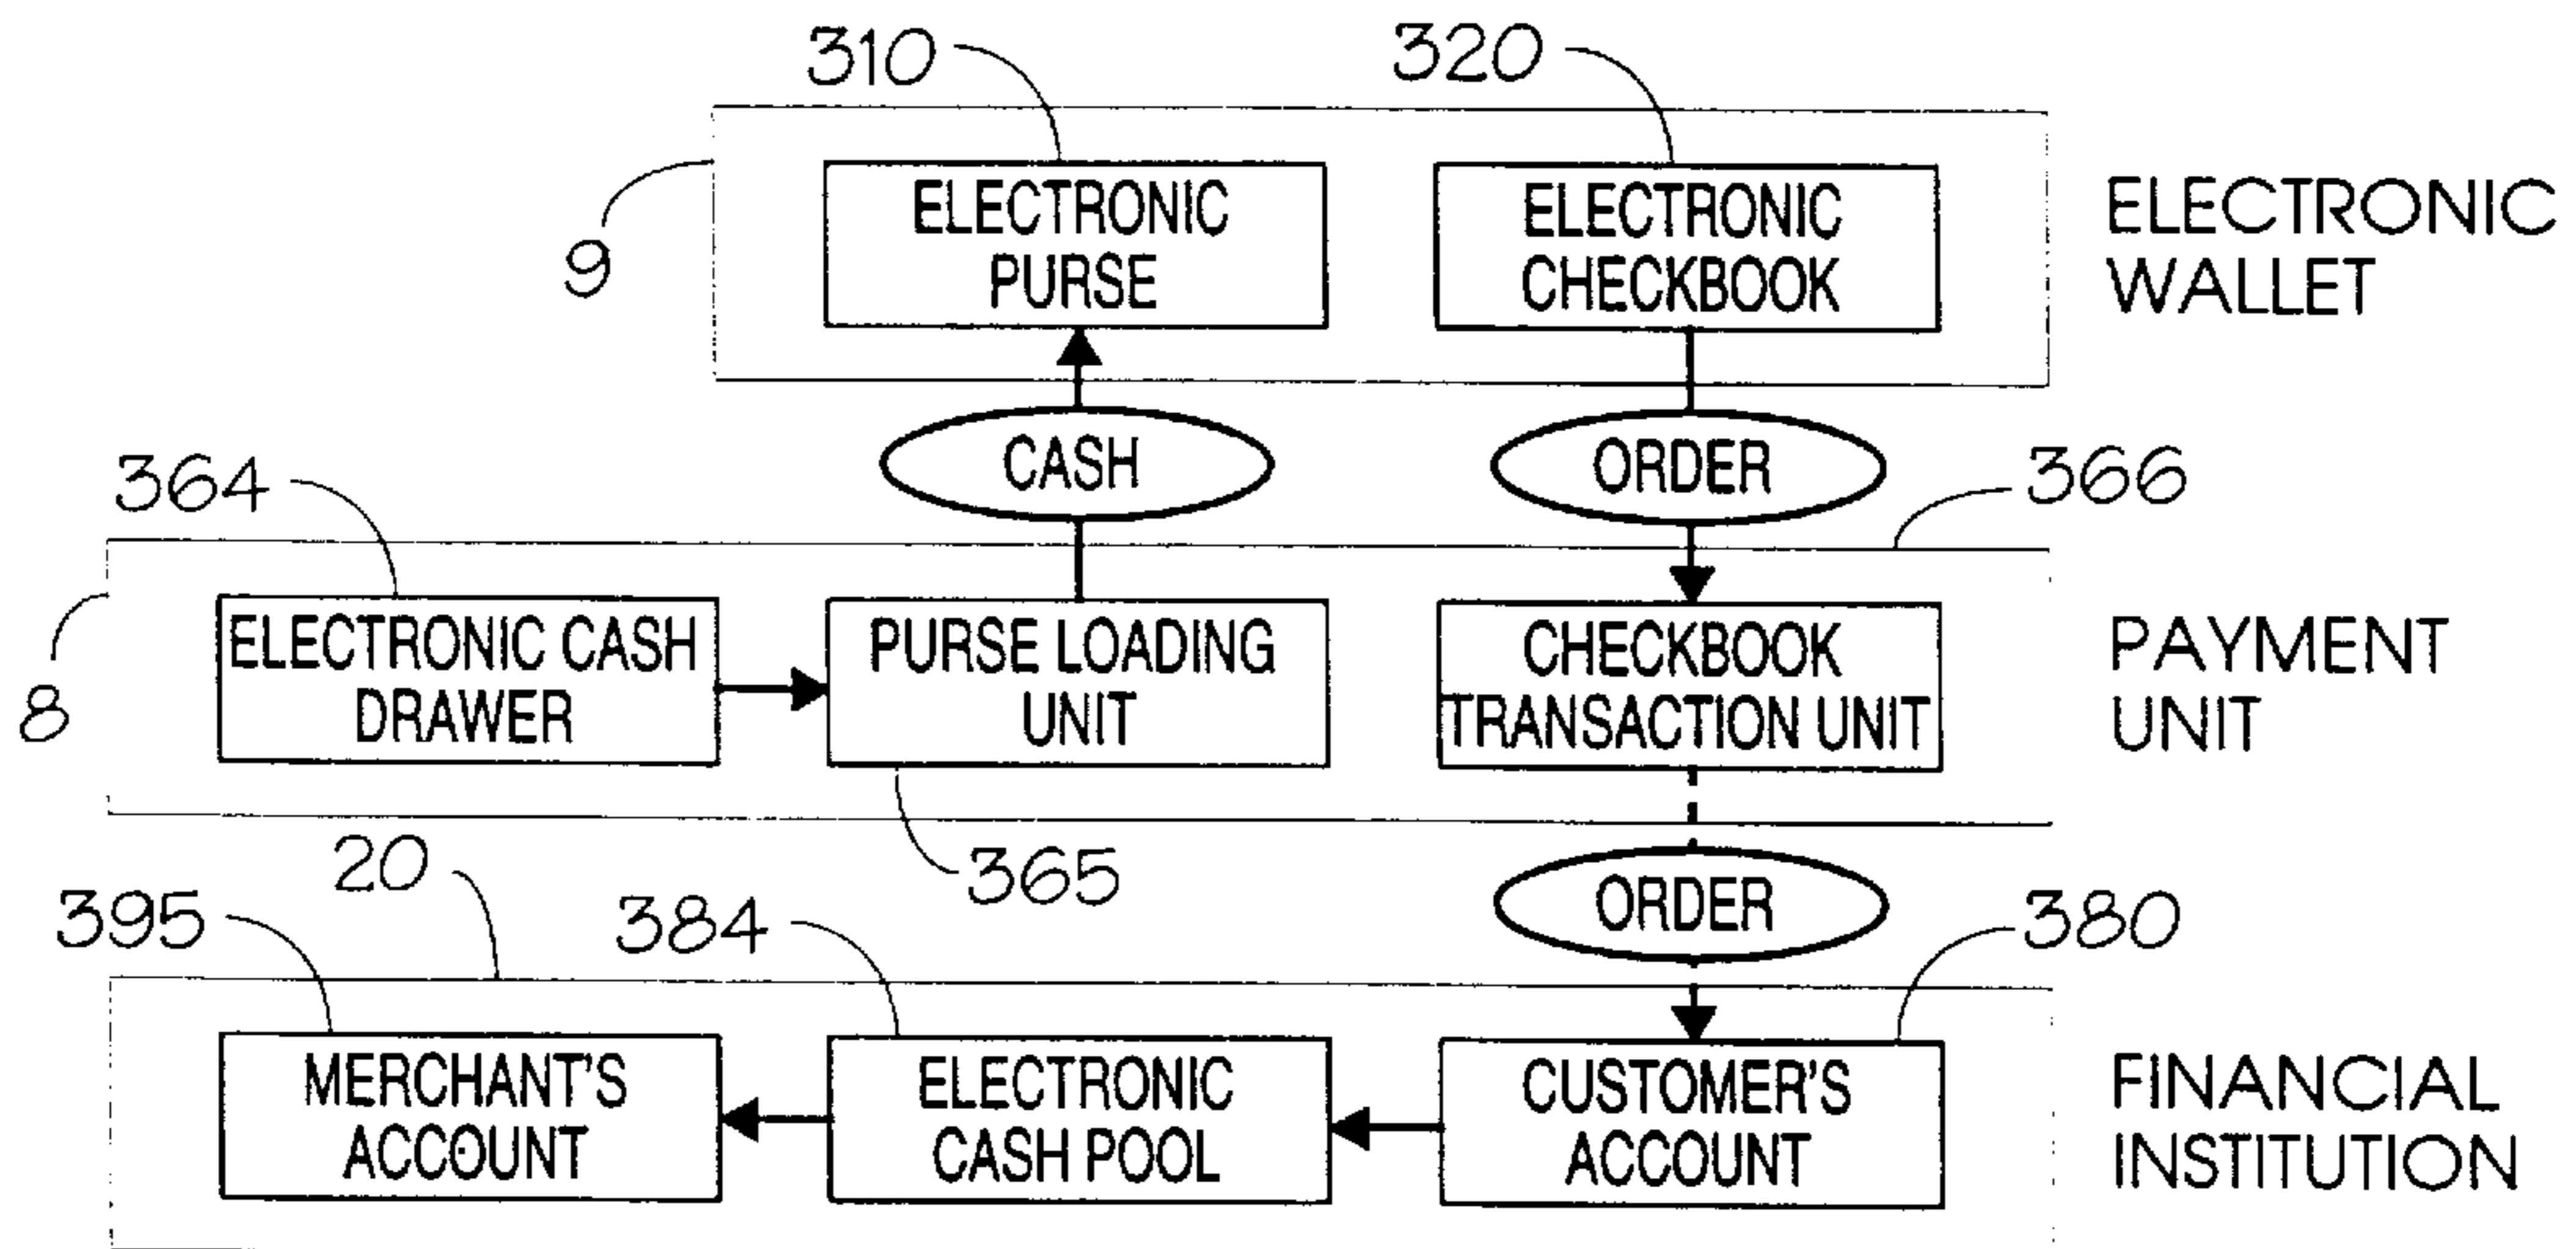 310
320
9
ELECTRONIC
PURSE
ELECTRONIC
CHECKBOOK
ELECTRONIC
WALLET
CASH
ORDER
364
366
8
ELECTRONIC CASH
DRAWER
PURSE LOADING
UNIT
CHECKBOOK
TRANSACTION UNIT
PAYMENT
UNIT
20
365
395
384
ORDER
380
MERCHANT'S
ACCOUNT
ELECTRONIC
CASH POOL
CUSTOMER'S
ACCOUNT
FINANCIAL
INSTITUTION